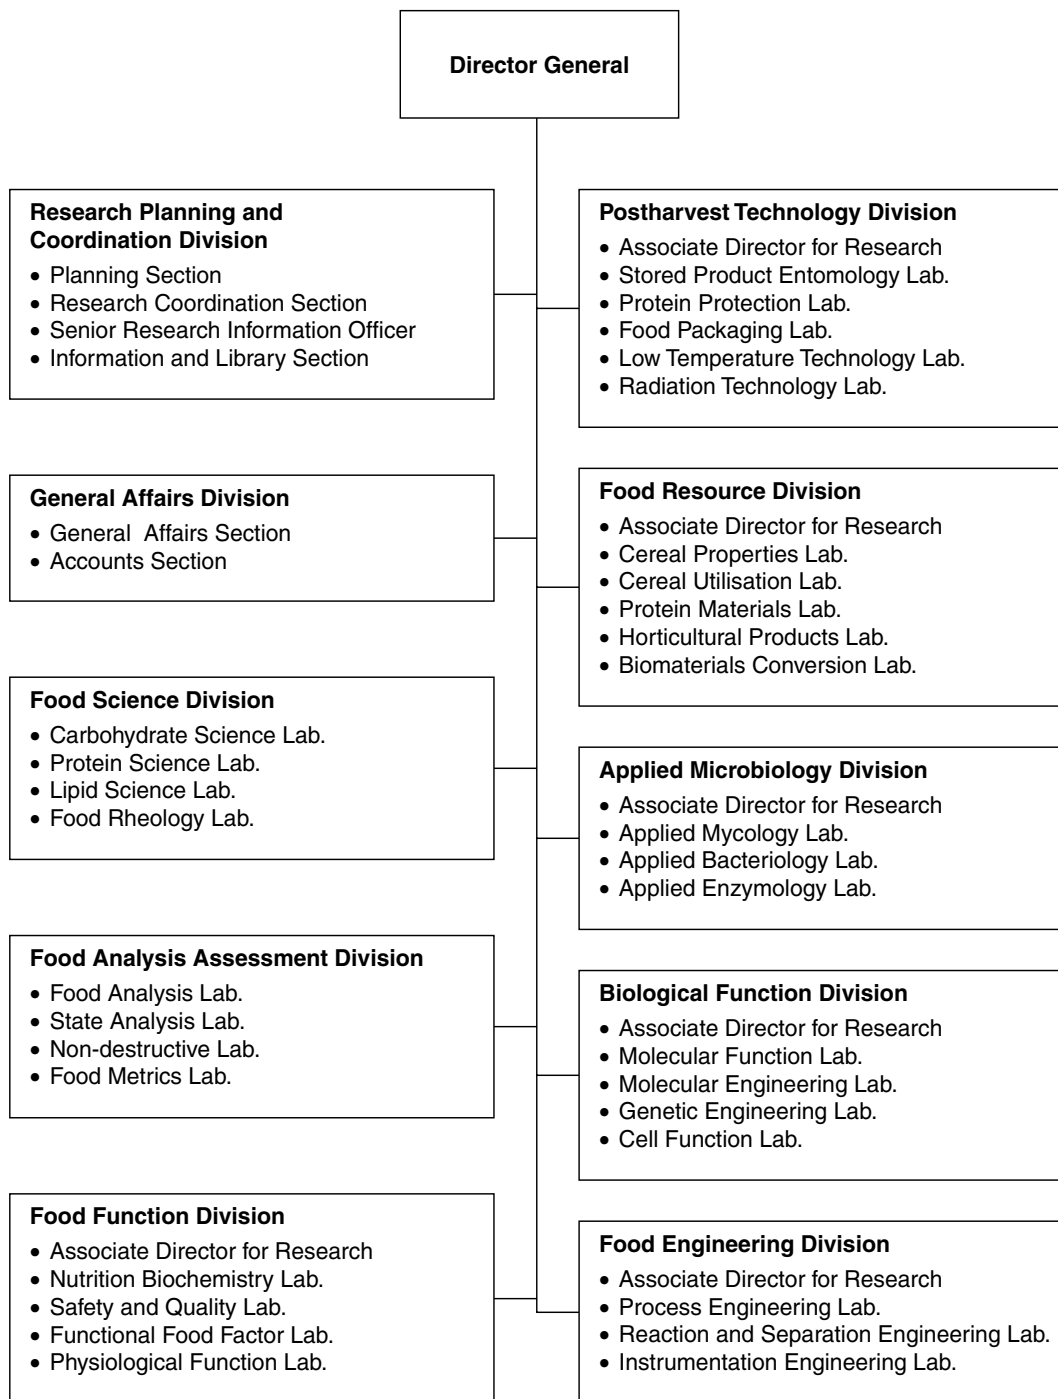 Director General
Research Planning and
Coordination Division
• Planning Section
• Research Coordination Section
• Senior Research Information Officer
• Information and Library Section
General Affairs Division
• General Affairs Section
• Accounts Section
Food Science Division
• Carbohydrate Science Lab.
• Protein Science Lab.
• Lipid Science Lab.
• Food Rheology Lab.
Food Analysis Assessment Division
• Food Analysis Lab.
• State Analysis Lab.
• Non-destructive Lab.
• Food Metrics Lab.
Food Function Division
• Associate Director for Research
• Nutrition Biochemistry Lab.
• Safety and Quality Lab.
• Functional Food Factor Lab.
• Physiological Function Lab.
Postharvest Technology Division
• Associate Director for Research
• Stored Product Entomology Lab.
• Protein Protection Lab.
• Food Packaging Lab.
• Low Temperature Technology Lab.
• Radiation Technology Lab.
Food Resource Division
• Associate Director for Research
• Cereal Properties Lab.
• Cereal Utilisation Lab.
• Protein Materials Lab.
• Horticultural Products Lab.
• Biomaterials Conversion Lab.
Applied Microbiology Division
• Associate Director for Research
• Applied Mycology Lab.
• Applied Bacteriology Lab.
• Applied Enzymology Lab.
Biological Function Division
• Associate Director for Research
• Molecular Function Lab.
• Molecular Engineering Lab.
• Genetic Engineering Lab.
• Cell Function Lab.
Food Engineering Division
• Associate Director for Research
• Process Engineering Lab.
• Reaction and Separation Engineering Lab.
• Instrumentation Engineering Lab.